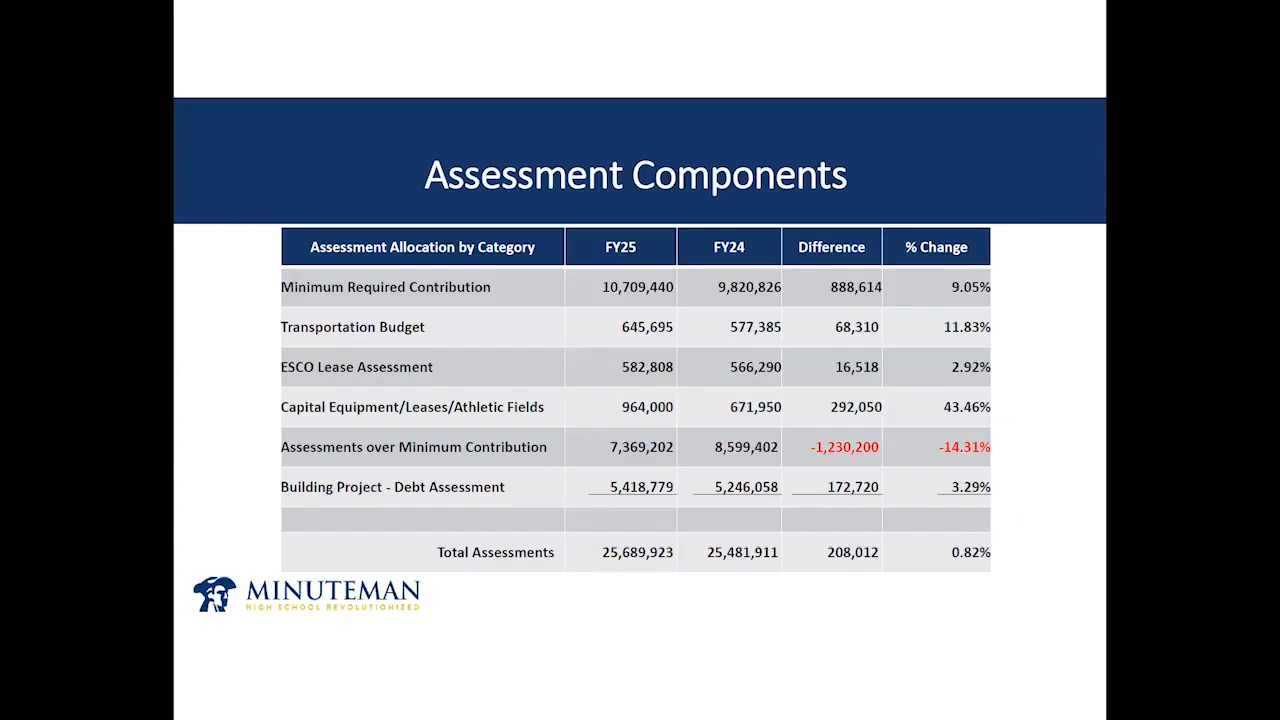 Assessment Components
Assessment Allocation by Category FY25 FY24 Difference % Change
Minimum Required Contribution 10,709,440 9,820,826 888,614 9.05%
Transportation Budget 645,695 577,385 68,310 11.83%
ESCO Lease Assessment 582,808 566,290 16,518 2.92%
Capital Equipment/Leases/Athletic Fields 964,000 671,950 292,050 43.46%
Assessments over Minimum Contribution 7,369,202 8,599,402 -1,230,200 -14.31%
Building Project - Debt Assessment 5,418,779 5,246,058 172,720 3.29%
Total Assessments 25,689,923 25,481,911 208,012 0.82%
MINUTEMAN
HIGH SCHOOL REVOLUTIONIZED